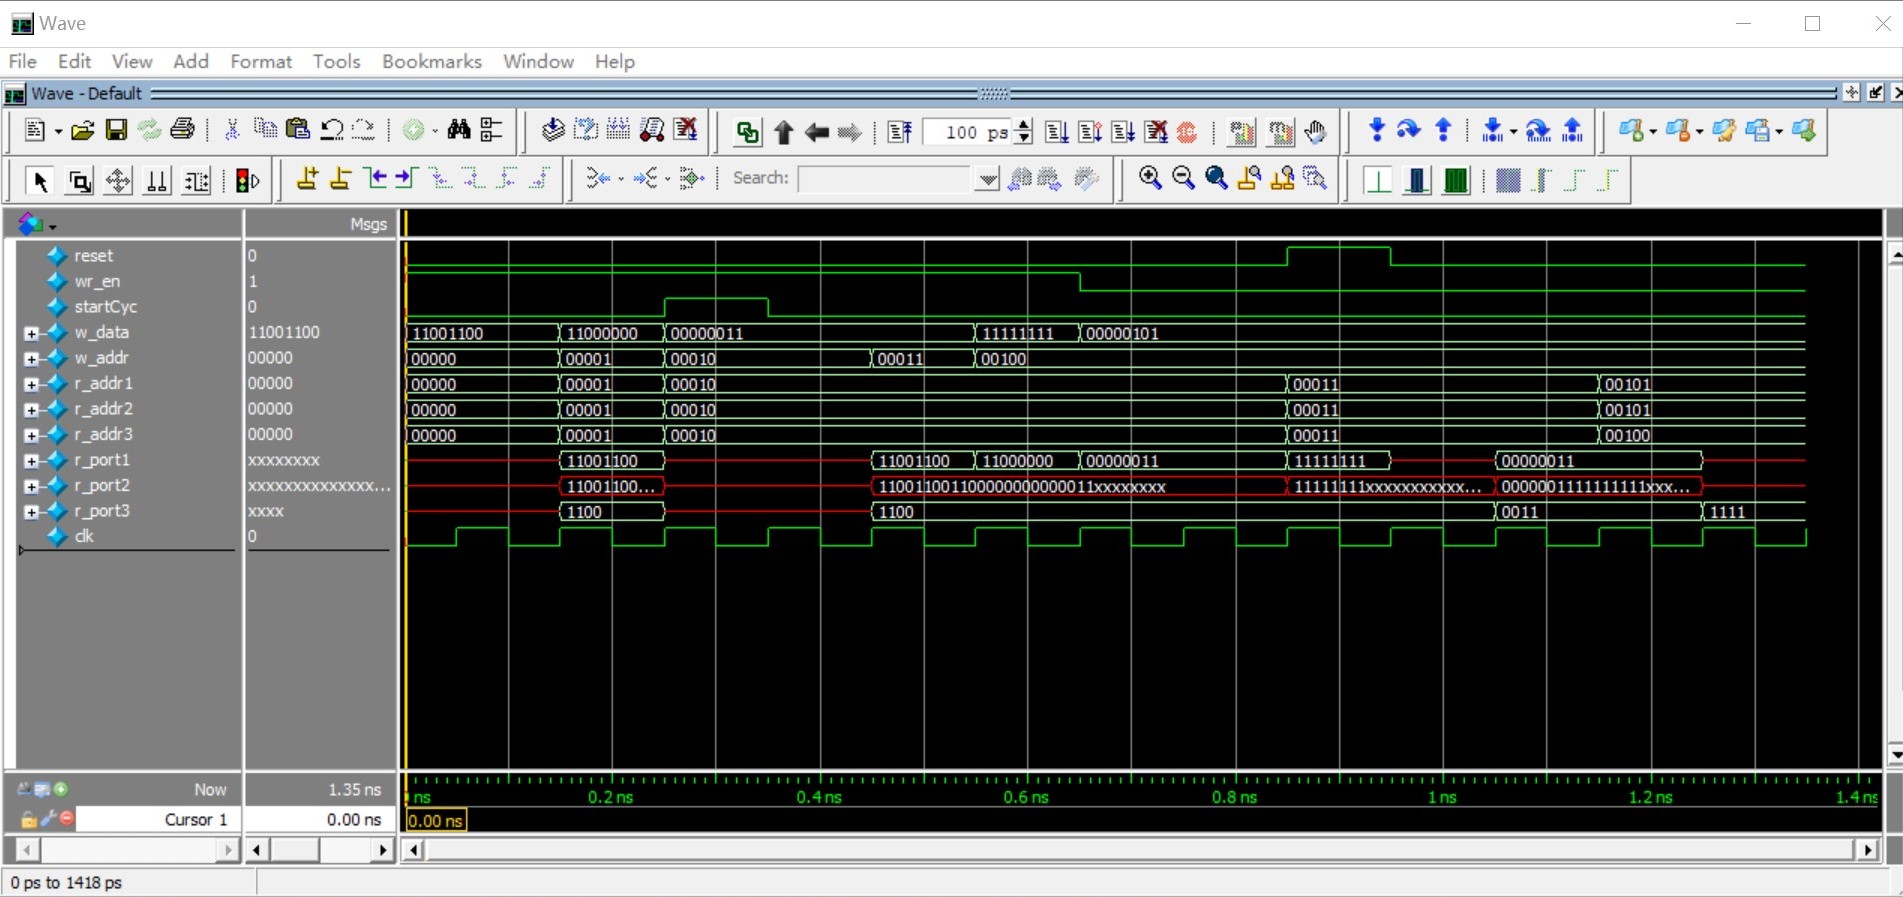 Wave
File Edit View Add Format Tools Bookmarks Window Help
Wave - Default
100 ps
Search:
Msgs
reset 0
wr_en 1
startCyc 0
w_data 11001100 11001100 11000000 00000011 11111111 00000101
w_addr 00000 00000 00001 00010 00011 00100
r_addr1 00000 00000 00001 00010 00011 00101
r_addr2 00000 00000 00001 00010 00011 00101
r_addr3 00000 00000 00001 00010 00011 00100
r_port1 xxxxxxxx 11001100 11001100 11000000 00000011 11111111 00000011
r_port2 xxxxxxxxxxxxxx... 11001100... 11001100110000000000011xxxxxxxx 11111111xxxxxxxxxxx... 0000001111111111xxx...
r_port3 xxxx 1100 1100 0011 1111
clk 0
Now 1.35 ns ns 0.2 ns 0.4 ns 0.6 ns 0.8 ns 1 ns 1.2 ns 1.4 ns
Cursor 1 0.00 ns 0.00 ns
0 ps to 1418 ps